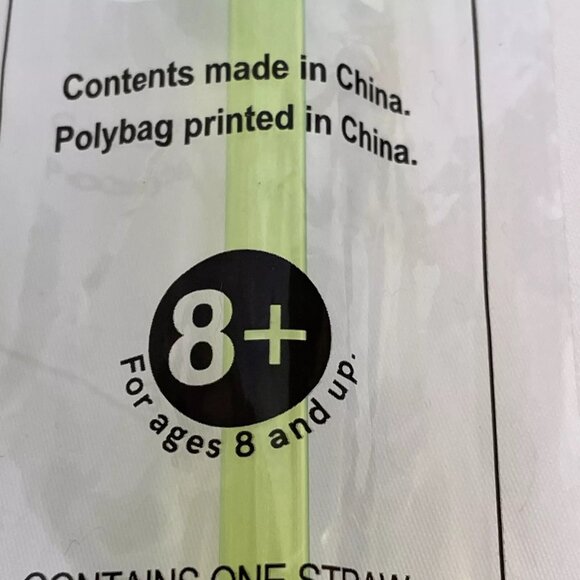 Contents made in China.
Polybag printed in China.
8+
For ages 8 and up.
CONTAINS ONE STRAW